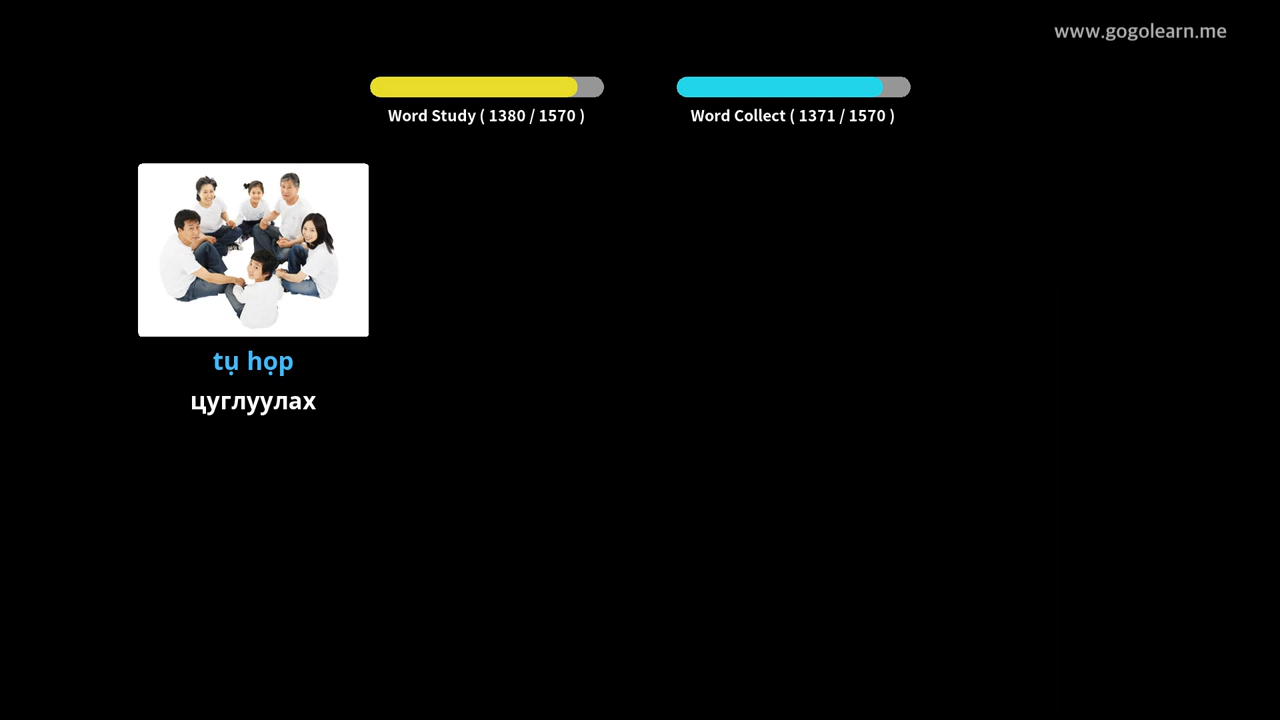 www.gogolearn.me
Word Study ( 1380 / 1570 )
Word Collect ( 1371 / 1570 )
tụ họp
цуглуулах